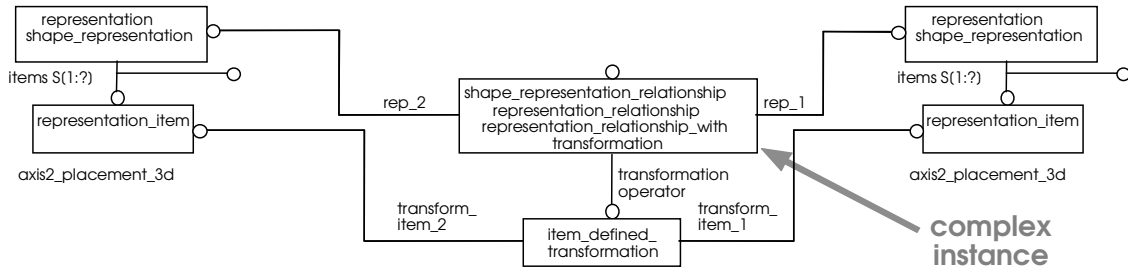 representation
shape_representation
items S[1:?]
representation_item
axis2_placement_3d
rep_2
shape_representation_relationship
representation_relationship
representation_relationship_with
transformation
rep_1
representation
shape_representation
items S[1:?]
representation_item
axis2_placement_3d
transformation
operator
transform_
item_2
item_defined_
transformation
transform_
item_1
complex
instance